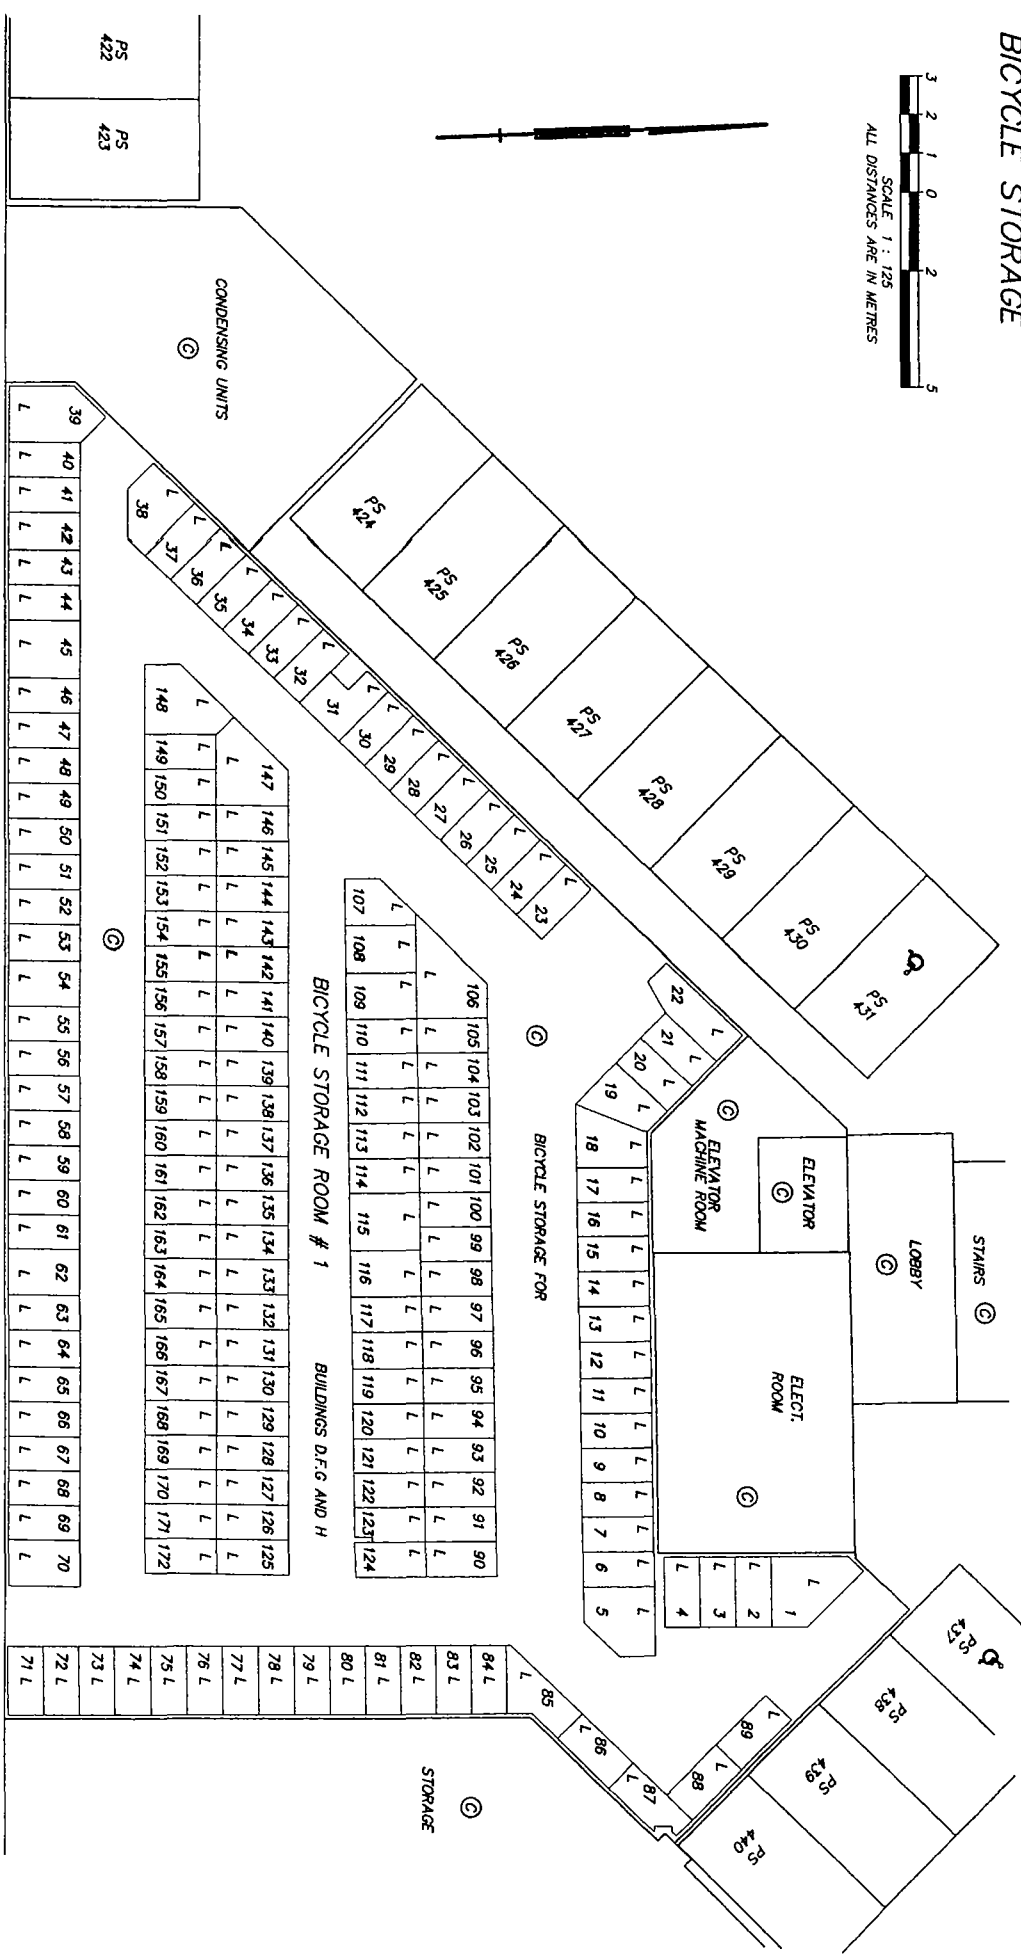 BICYCLE STORAGE
3 2 1 0 2 5
SCALE 1 : 125
ALL DISTANCES ARE IN METRES
STAIRS ©
LOBBY
©
ELEVATOR
©
ELEVATOR
MACHINE ROOM
©
ELECT.
ROOM
©
PS
422
PS
423
PS
424
PS
425
PS
426
PS
427
PS
428
PS
429
PS
430
PS
431
PS
437
PS
438
PS
439
PS
440
CONDENSING UNITS
©
1 L
2 L
3 L
4 L
5 L
6 L
7 L
8 L
9 L
10 L
11 L
12 L
13 L
14 L
15 L
16 L
17 L
18 L
19 L
20 L
21 L
22 L
23 L
24 L
25 L
26 L
27 L
28 L
29 L
30 L
31 L
32 L
33 L
34 L
35 L
36 L
37 L
38 L
©
BICYCLE STORAGE FOR
106 L
105 L
104 L
103 L
102 L
101 L
100 L
99 L
98 L
97 L
96 L
95 L
94 L
93 L
92 L
91 L
90 L
107 L
108 L
109 L
110 L
111 L
112 L
113 L
114 L
115 L
116 L
117 L
118 L
119 L
120 L
121 L
122 L
123 L
124 L
BICYCLE STORAGE ROOM # 1
BUILDINGS D.F.G AND H
147 L
146 L
145 L
144 L
143 L
142 L
141 L
140 L
139 L
138 L
137 L
136 L
135 L
134 L
133 L
132 L
131 L
130 L
129 L
128 L
127 L
126 L
125 L
148 L
149 L
150 L
151 L
152 L
153 L
154 L
155 L
156 L
157 L
158 L
159 L
160 L
161 L
162 L
163 L
164 L
165 L
166 L
167 L
168 L
169 L
170 L
171 L
172 L
©
39 L
40 L
41 L
42 L
43 L
44 L
45 L
46 L
47 L
48 L
49 L
50 L
51 L
52 L
53 L
54 L
55 L
56 L
57 L
58 L
59 L
60 L
61 L
62 L
63 L
64 L
65 L
66 L
67 L
68 L
69 L
70 L
71 L
72 L
73 L
74 L
75 L
76 L
77 L
78 L
79 L
80 L
81 L
82 L
83 L
84 L
85 L
86 L
87 L
88 L
89 L
©
STORAGE